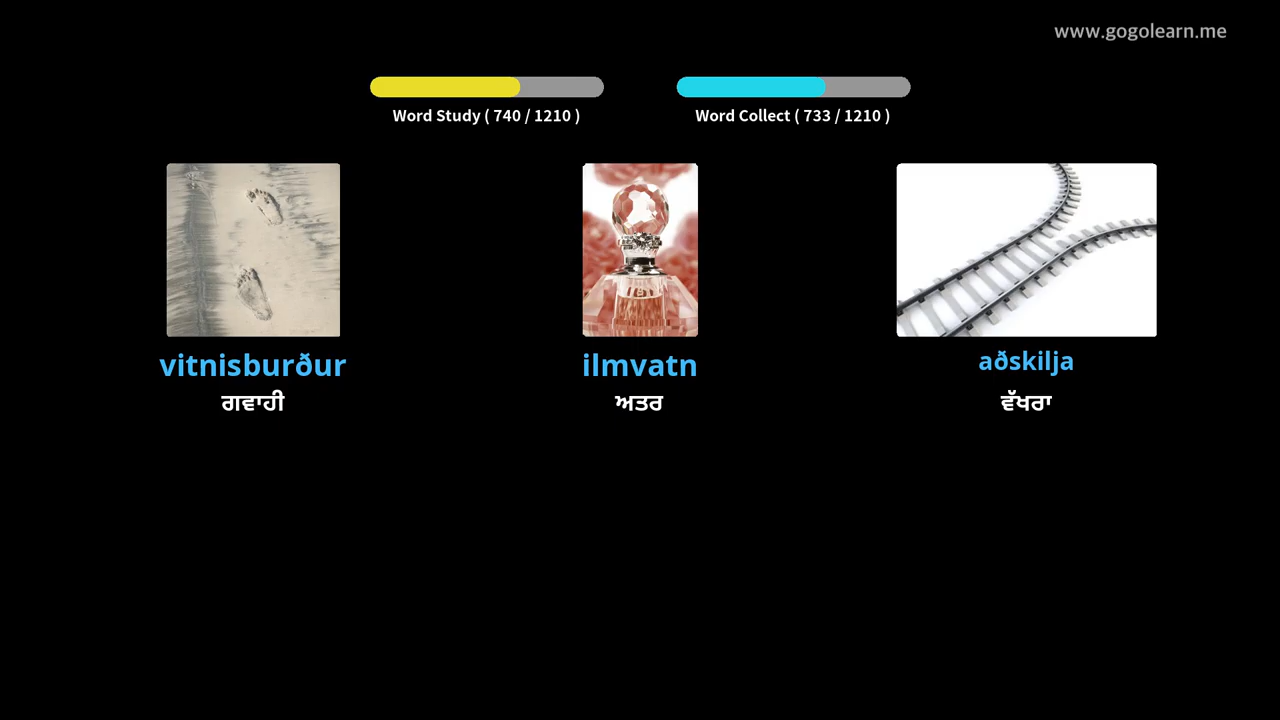 www.gogolearn.me
Word Study ( 740 / 1210 )
Word Collect ( 733 / 1210 )
vitnisburður
ilmvatn
aðskilja
ਗਵਾਹੀ
ਅਤਰ
ਵੱਖਰਾ